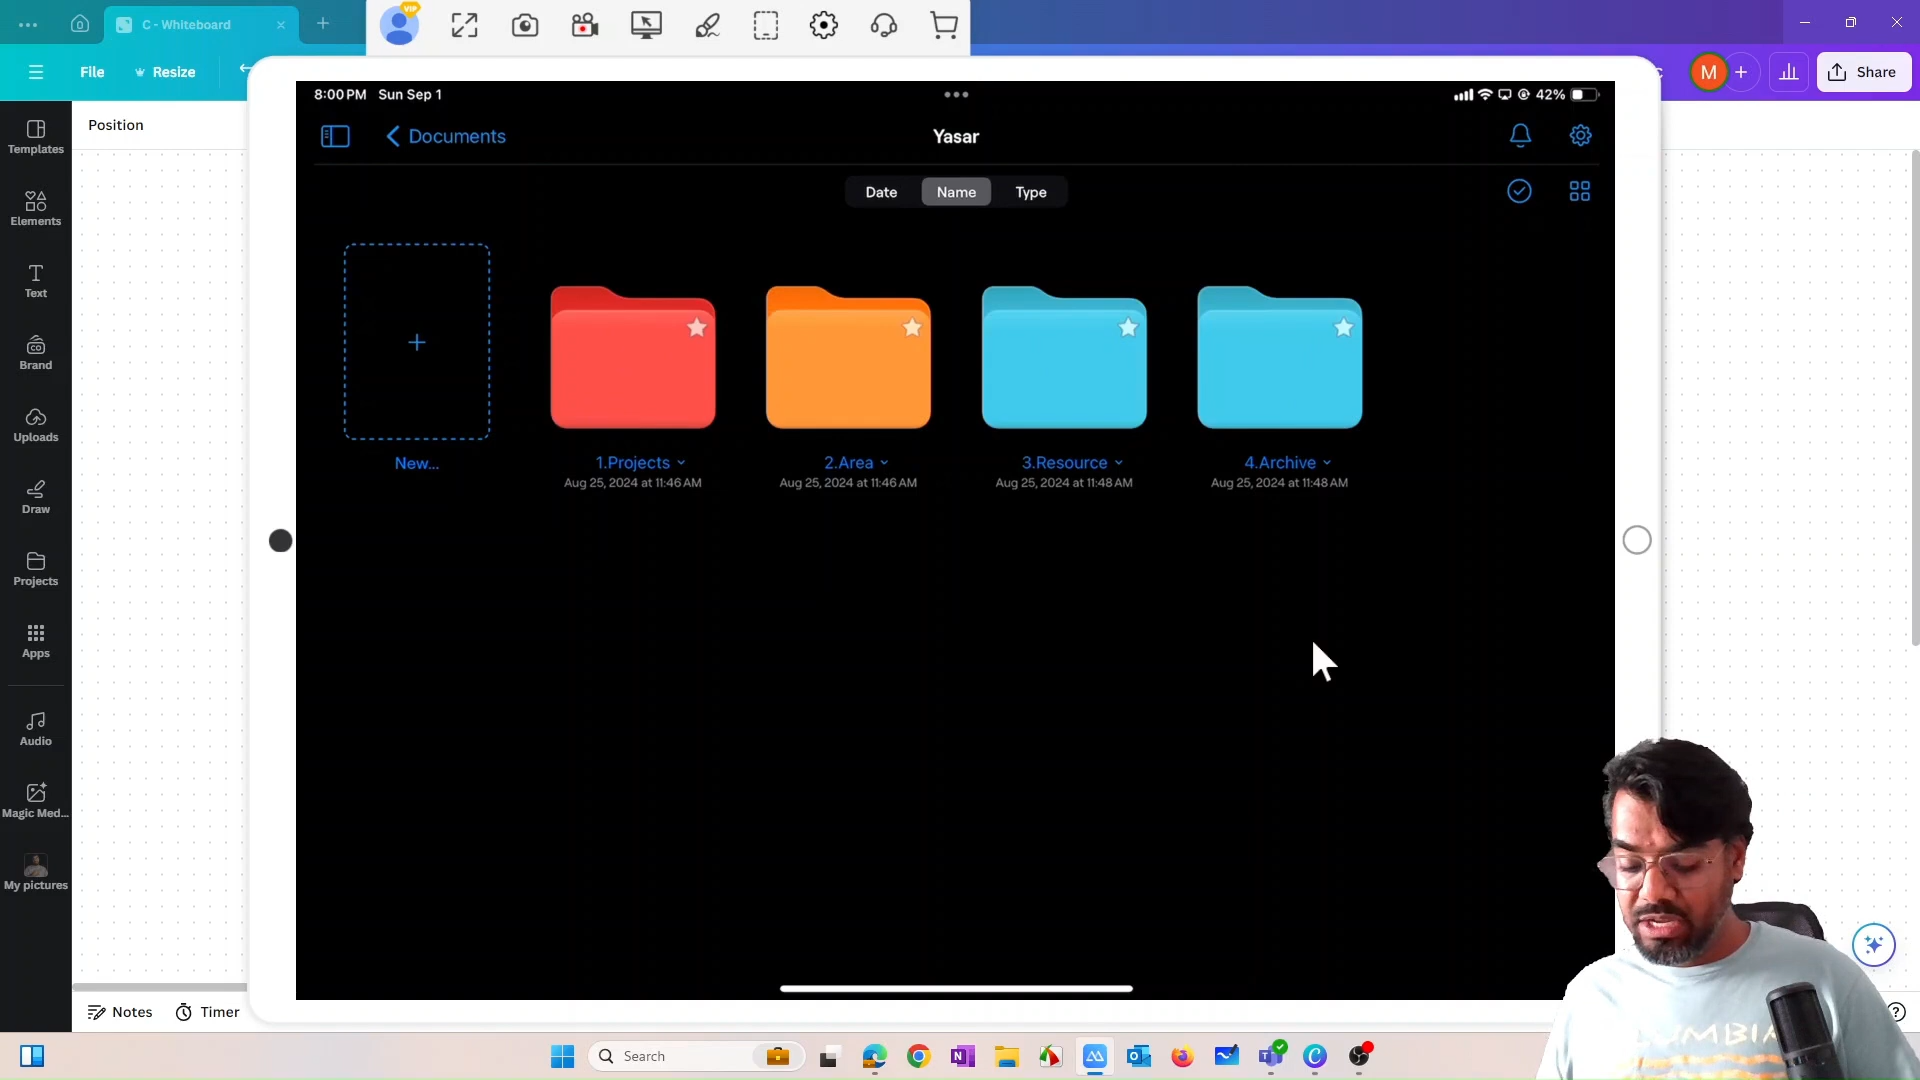 C - Whiteboard
VIP
File
Resize
M
Share
Position
Templates
Elements
Text
Brand
Uploads
Draw
Projects
Apps
Audio
Magic Med...
My pictures
8:00 PM Sun Sep 1
42%
Documents
Yasar
Date
Name
Type
New...
1.Projects
Aug 25, 2024 at 11:46 AM
2.Area
Aug 25, 2024 at 11:46 AM
3.Resource
Aug 25, 2024 at 11:48 AM
4.Archive
Aug 25, 2024 at 11:48 AM
Notes
Timer
Search